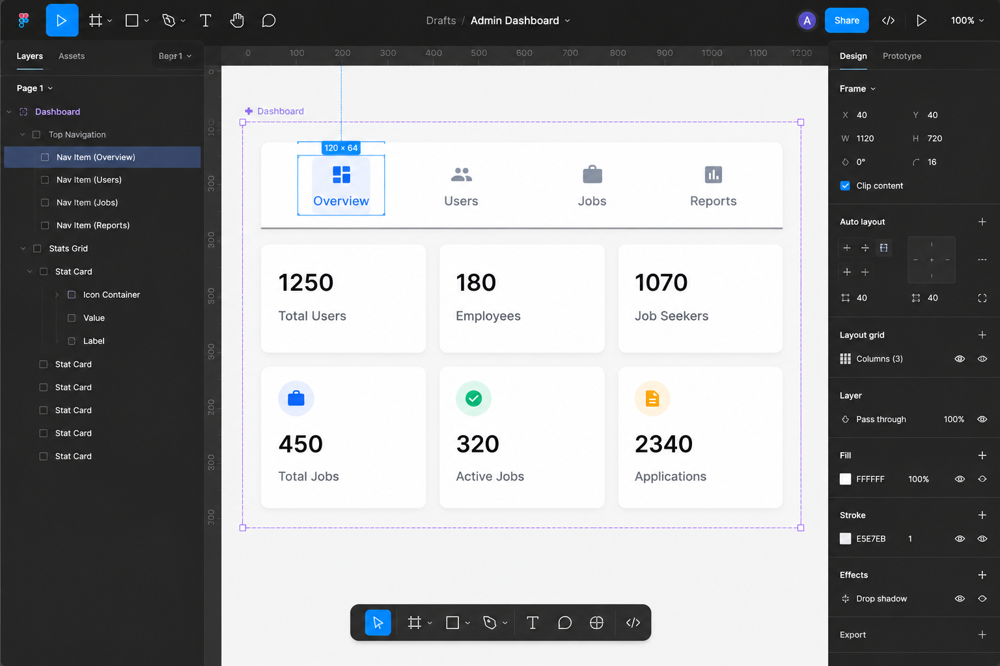 Drafts / Admin Dashboard
A
Share
100%
Layers Assets
Page 1
Dashboard
Top Navigation
Nav Item (Overview)
Nav Item (Users)
Nav Item (Jobs)
Nav Item (Reports)
Stats Grid
Stat Card
Icon Container
Value
Label
Stat Card
Stat Card
Stat Card
Stat Card
Stat Card
0 100 200 300 400 500 600 700 800 900 1000 1100 1200
0
100
300
300
300
300
200
300
300
Dashboard
120 × 64
Overview Users Jobs Reports
1250
Total Users
180
Employees
1070
Job Seekers
450
Total Jobs
320
Active Jobs
2340
Applications
Design Prototype
Frame
X 40 Y 40
W 1120 H 720
0° 16
Clip content
Auto layout
40 40
Layout grid
Columns (3)
Layer
Pass through 100%
Fill
FFFFFF 100%
Stroke
E5E7EB 1
Effects
Drop shadow
Export